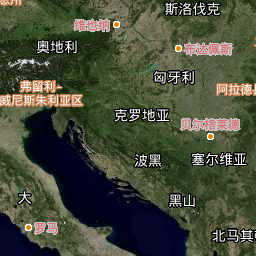 斯洛伐克
维也纳
奥地利
布达佩斯
匈牙利
弗留利-
威尼斯朱利亚区
阿拉德县
克罗地亚
贝尔格莱德
波黑
塞尔维亚
大
黑山
罗马
北马其